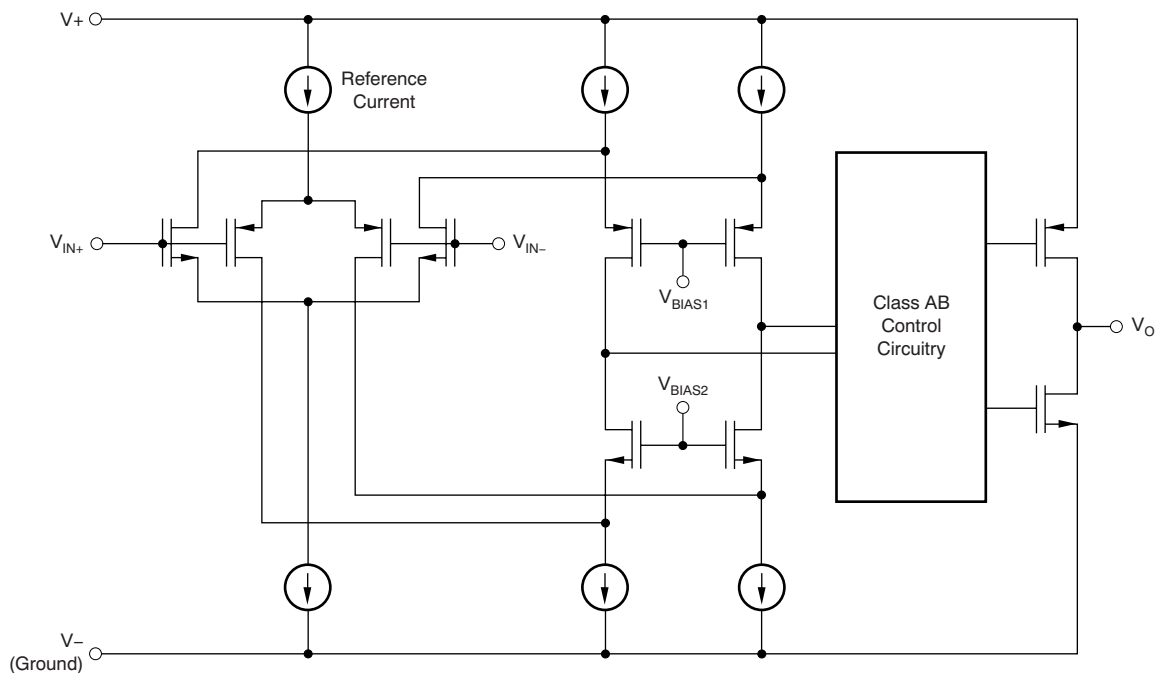 V+
Reference
Current
VIN+
VIN−
VBIAS1
VBIAS2
Class AB
Control
Circuitry
VO
V−
(Ground)